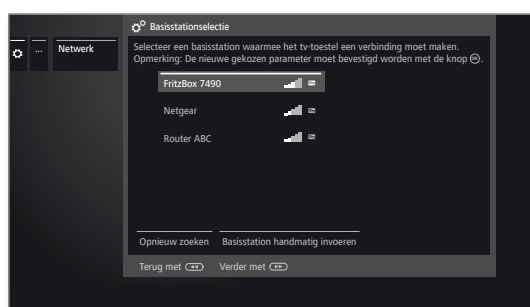 Basisstationselectie
... Netwerk
Selecteer een basisstation waarmee het tv-toestel een verbinding moet maken.
Opmerking: De nieuwe gekozen parameter moet bevestigd worden met de knop OK.
FritzBox 7490
Netgear
Router ABC
Opnieuw zoeken Basisstation handmatig invoeren
Terug met Verder met